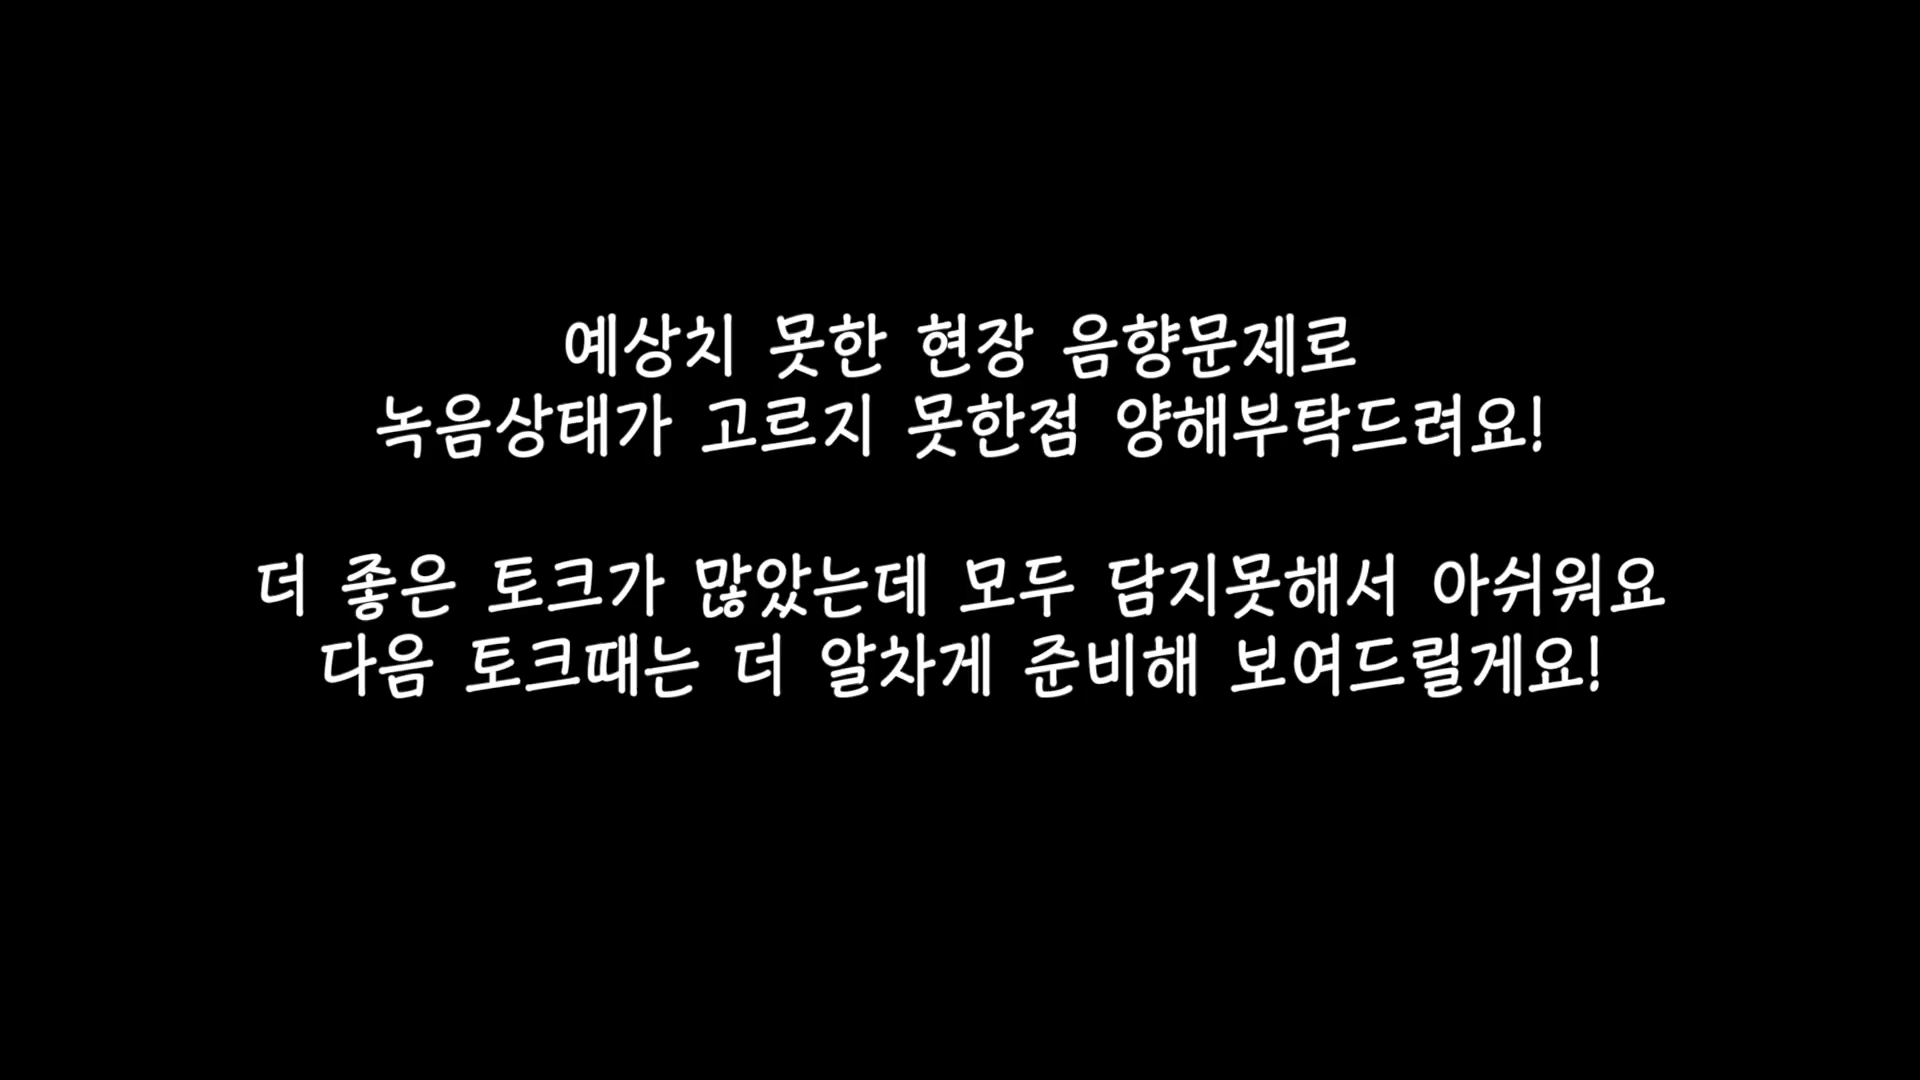 예상치 못한 현장 음향문제로
녹음상태가 고르지 못한점 양해부탁드려요!
더 좋은 토크가 많았는데 모두 담지못해서 아쉬워요
다음 토크때는 더 알차게 준비해 보여드릴게요!